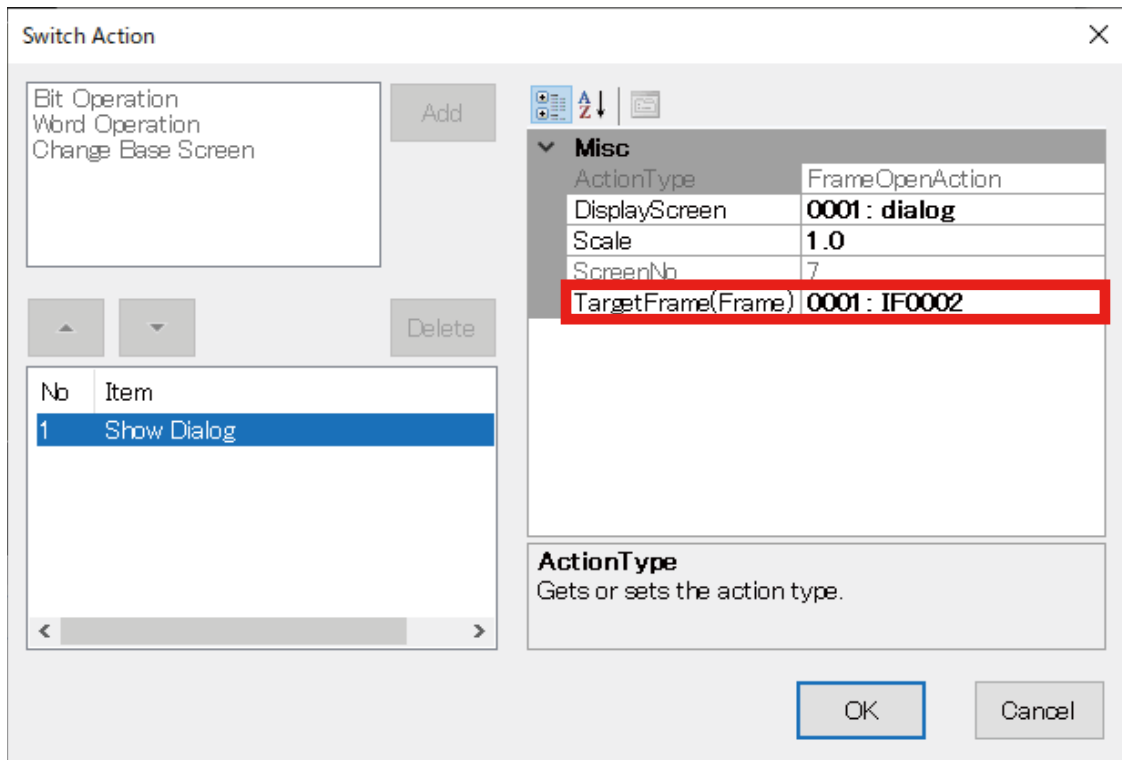 Switch Action
Bit Operation
Word Operation
Change Base Screen
Add
Delete
No Item
1 Show Dialog
Misc
ActionType FrameOpenAction
DisplayScreen 0001 : dialog
Scale 1.0
ScreenNo 7
TargetFrame(Frame) 0001 : IF0002
ActionType
Gets or sets the action type.
OK
Cancel